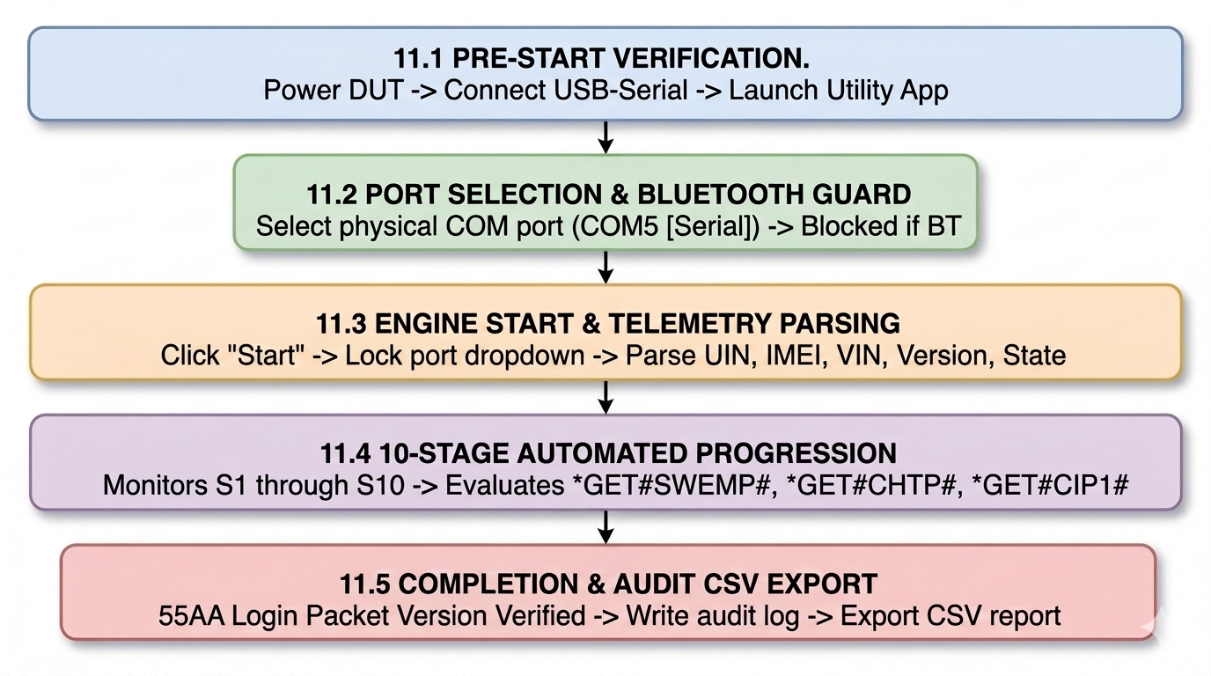 11.1 PRE-START VERIFICATION.
Power DUT -> Connect USB-Serial -> Launch Utility App
11.2 PORT SELECTION & BLUETOOTH GUARD
Select physical COM port (COM5 [Serial]) -> Blocked if BT
11.3 ENGINE START & TELEMETRY PARSING
Click "Start" -> Lock port dropdown -> Parse UIN, IMEI, VIN, Version, State
11.4 10-STAGE AUTOMATED PROGRESSION
Monitors S1 through S10 -> Evaluates *GET#SWEMP#, *GET#CHTP#, *GET#CIP1#
11.5 COMPLETION & AUDIT CSV EXPORT
55AA Login Packet Version Verified -> Write audit log -> Export CSV report